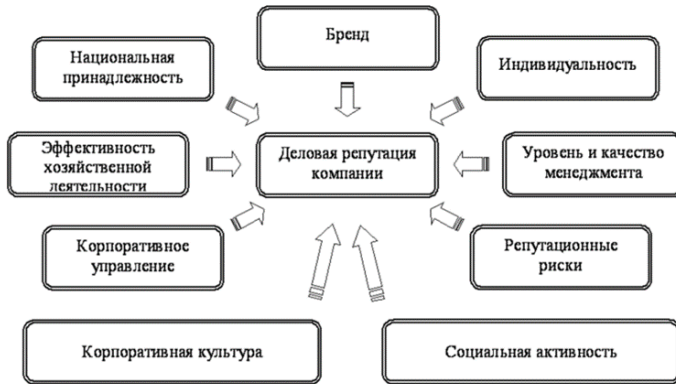 Бренд
Национальная
принадлежность
Индивидуальность
Эффективность
хозяйственной
деятельности
Деловая репутация
компании
Уровень и качество
менеджмента
Корпоративное
управление
Репутационные
риски
Корпоративная культура
Социальная активность